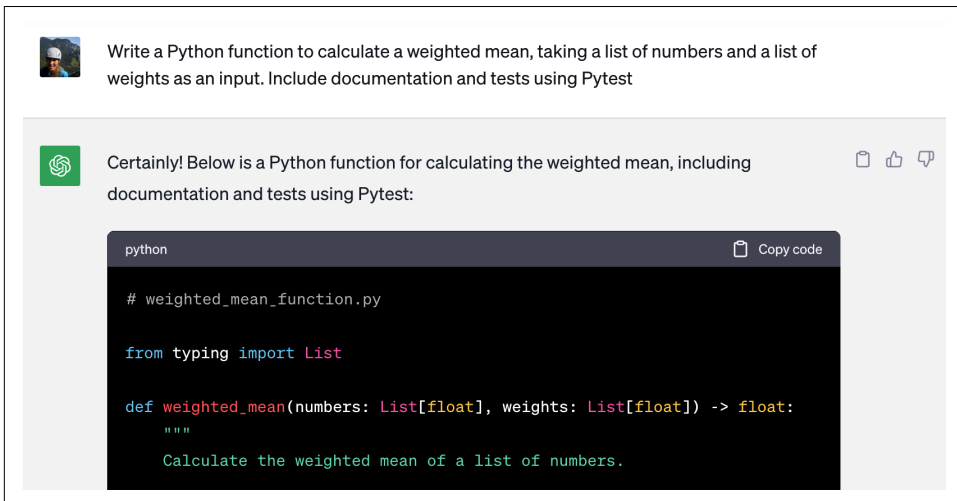 Write a Python function to calculate a weighted mean, taking a list of numbers and a list of
weights as an input. Include documentation and tests using Pytest
Certainly! Below is a Python function for calculating the weighted mean, including
documentation and tests using Pytest:
python Copy code
# weighted_mean_function.py
from typing import List
def weighted_mean(numbers: List[float], weights: List[float]) -> float:
"""
Calculate the weighted mean of a list of numbers.